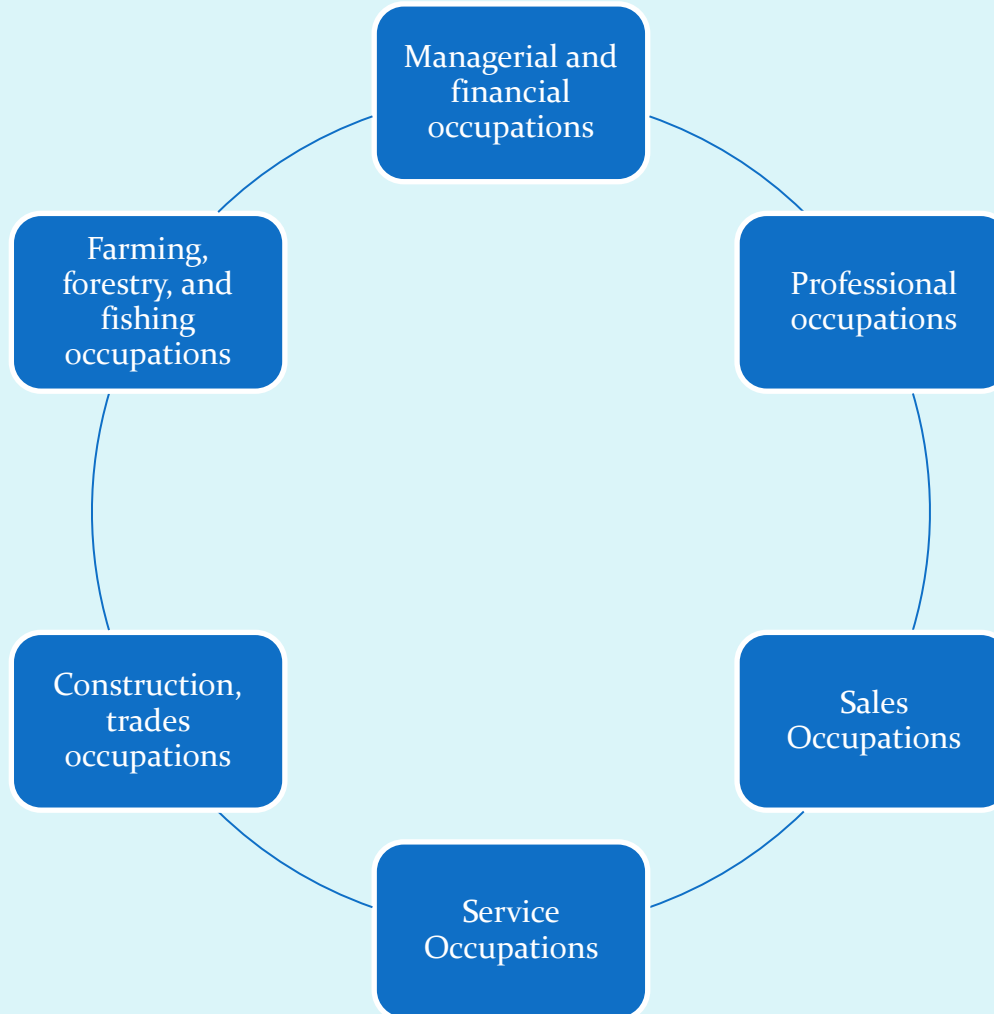 Managerial and
financial
occupations
Professional
occupations
Sales
Occupations
Service
Occupations
Construction,
trades
occupations
Farming,
forestry, and
fishing
occupations